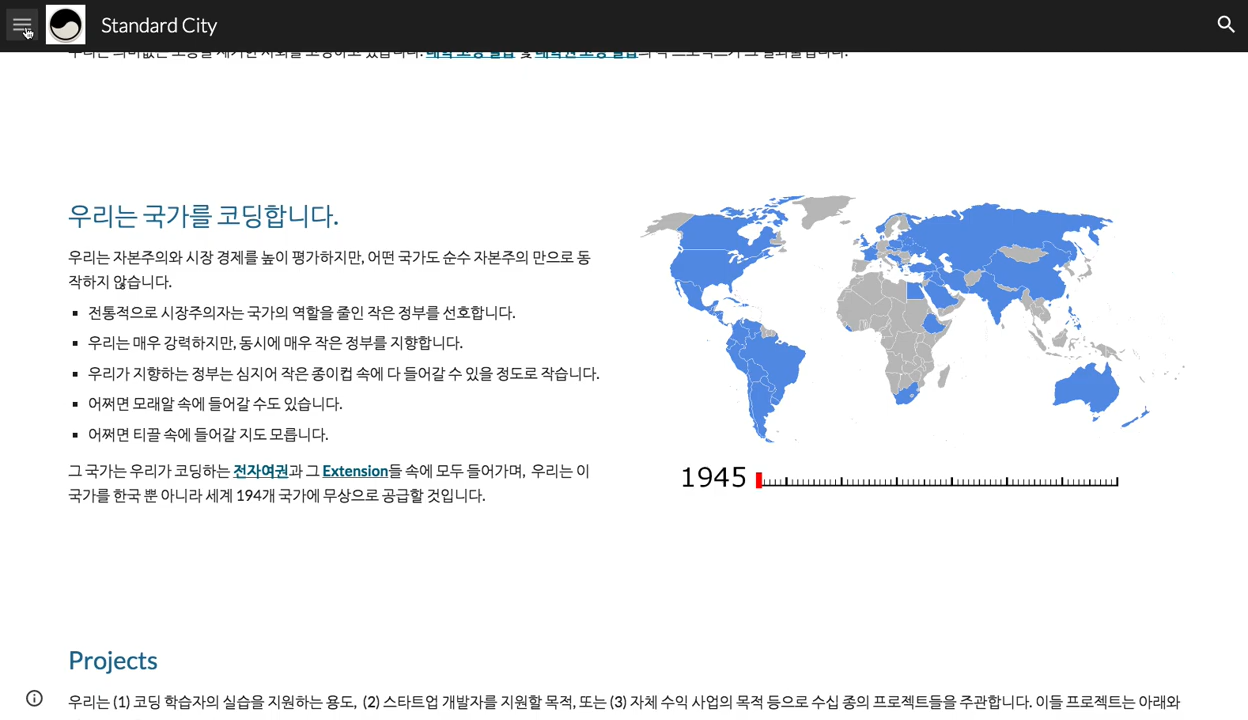 Standard City
우리는 국가를 코딩합니다.
우리는 자본주의와 시장 경제를 높이 평가하지만, 어떤 국가도 순수 자본주의 만으로 동
작하지 않습니다.
전통적으로 시장주의자는 국가의 역할을 줄인 작은 정부를 선호합니다.
우리는 매우 강력하지만, 동시에 매우 작은 정부를 지향합니다.
우리가 지향하는 정부는 심지어 작은 종이컵 속에 다 들어갈 수 있을 정도로 작습니다.
어쩌면 모래알 속에 들어갈 수도 있습니다.
어쩌면 티끌 속에 들어갈 지도 모릅니다.
그 국가는 우리가 코딩하는 전자여권과 그 Extension들 속에 모두 들어가며, 우리는 이
국가를 한국 뿐 아니라 세계 194개 국가에 무상으로 공급할 것입니다.
1945
Projects
우리는 (1) 코딩 학습자의 실습을 지원하는 용도, (2) 스타트업 개발자를 지원할 목적, 또는 (3) 자체 수익 사업의 목적 등으로 수십 종의 프로젝트들을 주관합니다. 이들 프로젝트는 아래와